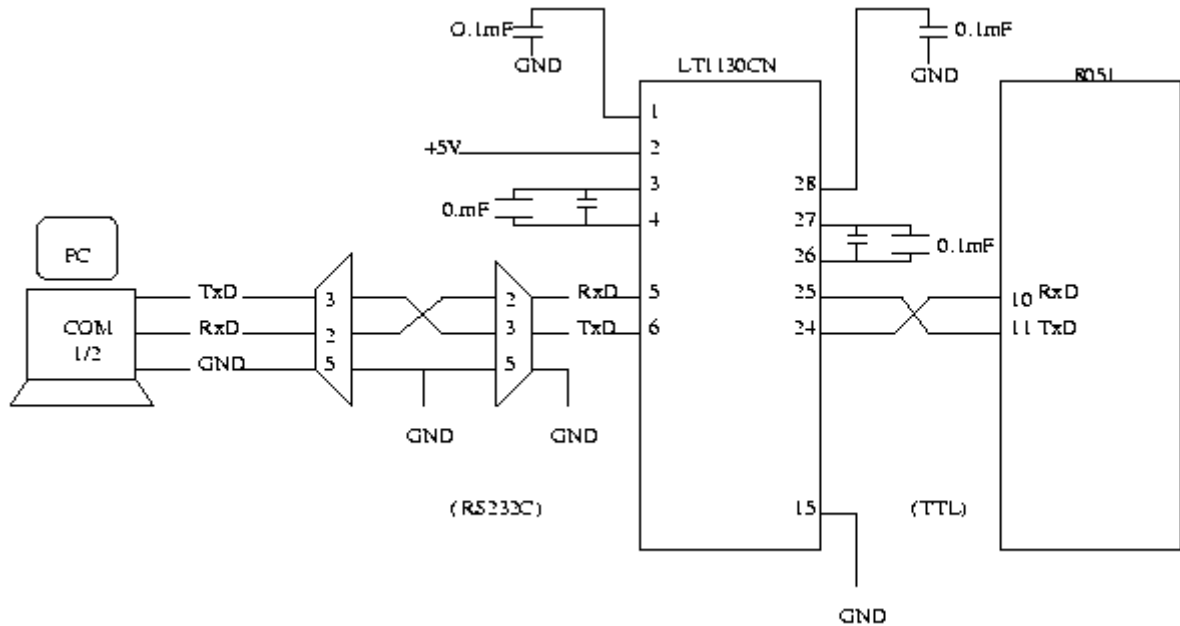 0.1mF
GND
LT1130CN
0.1mF
GND
8051
1
+5V
2
3
28
0.mF
4
27
PC
26
0.1mF
TxD
3
2
RxD
5
25
10 RxD
COM
1/2
RxD
2
3
TxD
6
24
11 TxD
GND
5
5
GND
GND
(RS232C)
15
(TTL)
GND